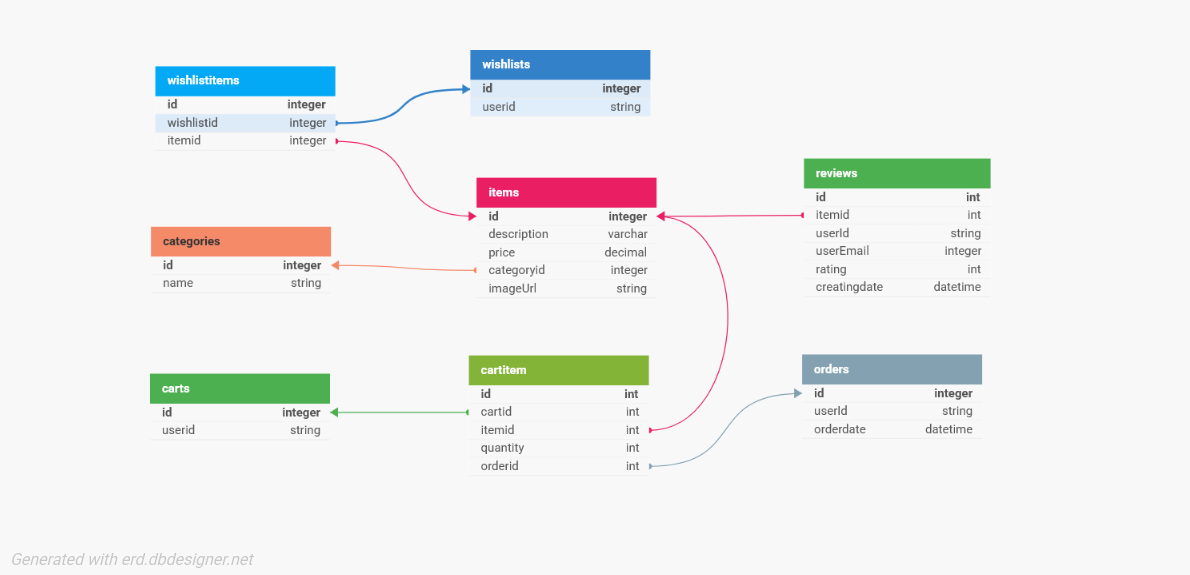 wishlistitems
id integer
wishlistid integer
itemid integer
wishlists
id integer
userid string
items
id integer
description varchar
price decimal
categoryid integer
imageUrl string
reviews
id int
itemid int
userId string
userEmail integer
rating int
creatingdate datetime
categories
id integer
name string
carts
id integer
userid string
cartitem
id int
cartid int
itemid int
quantity int
orderid int
orders
id integer
userId string
orderdate datetime
Generated with erd.dbdesigner.net